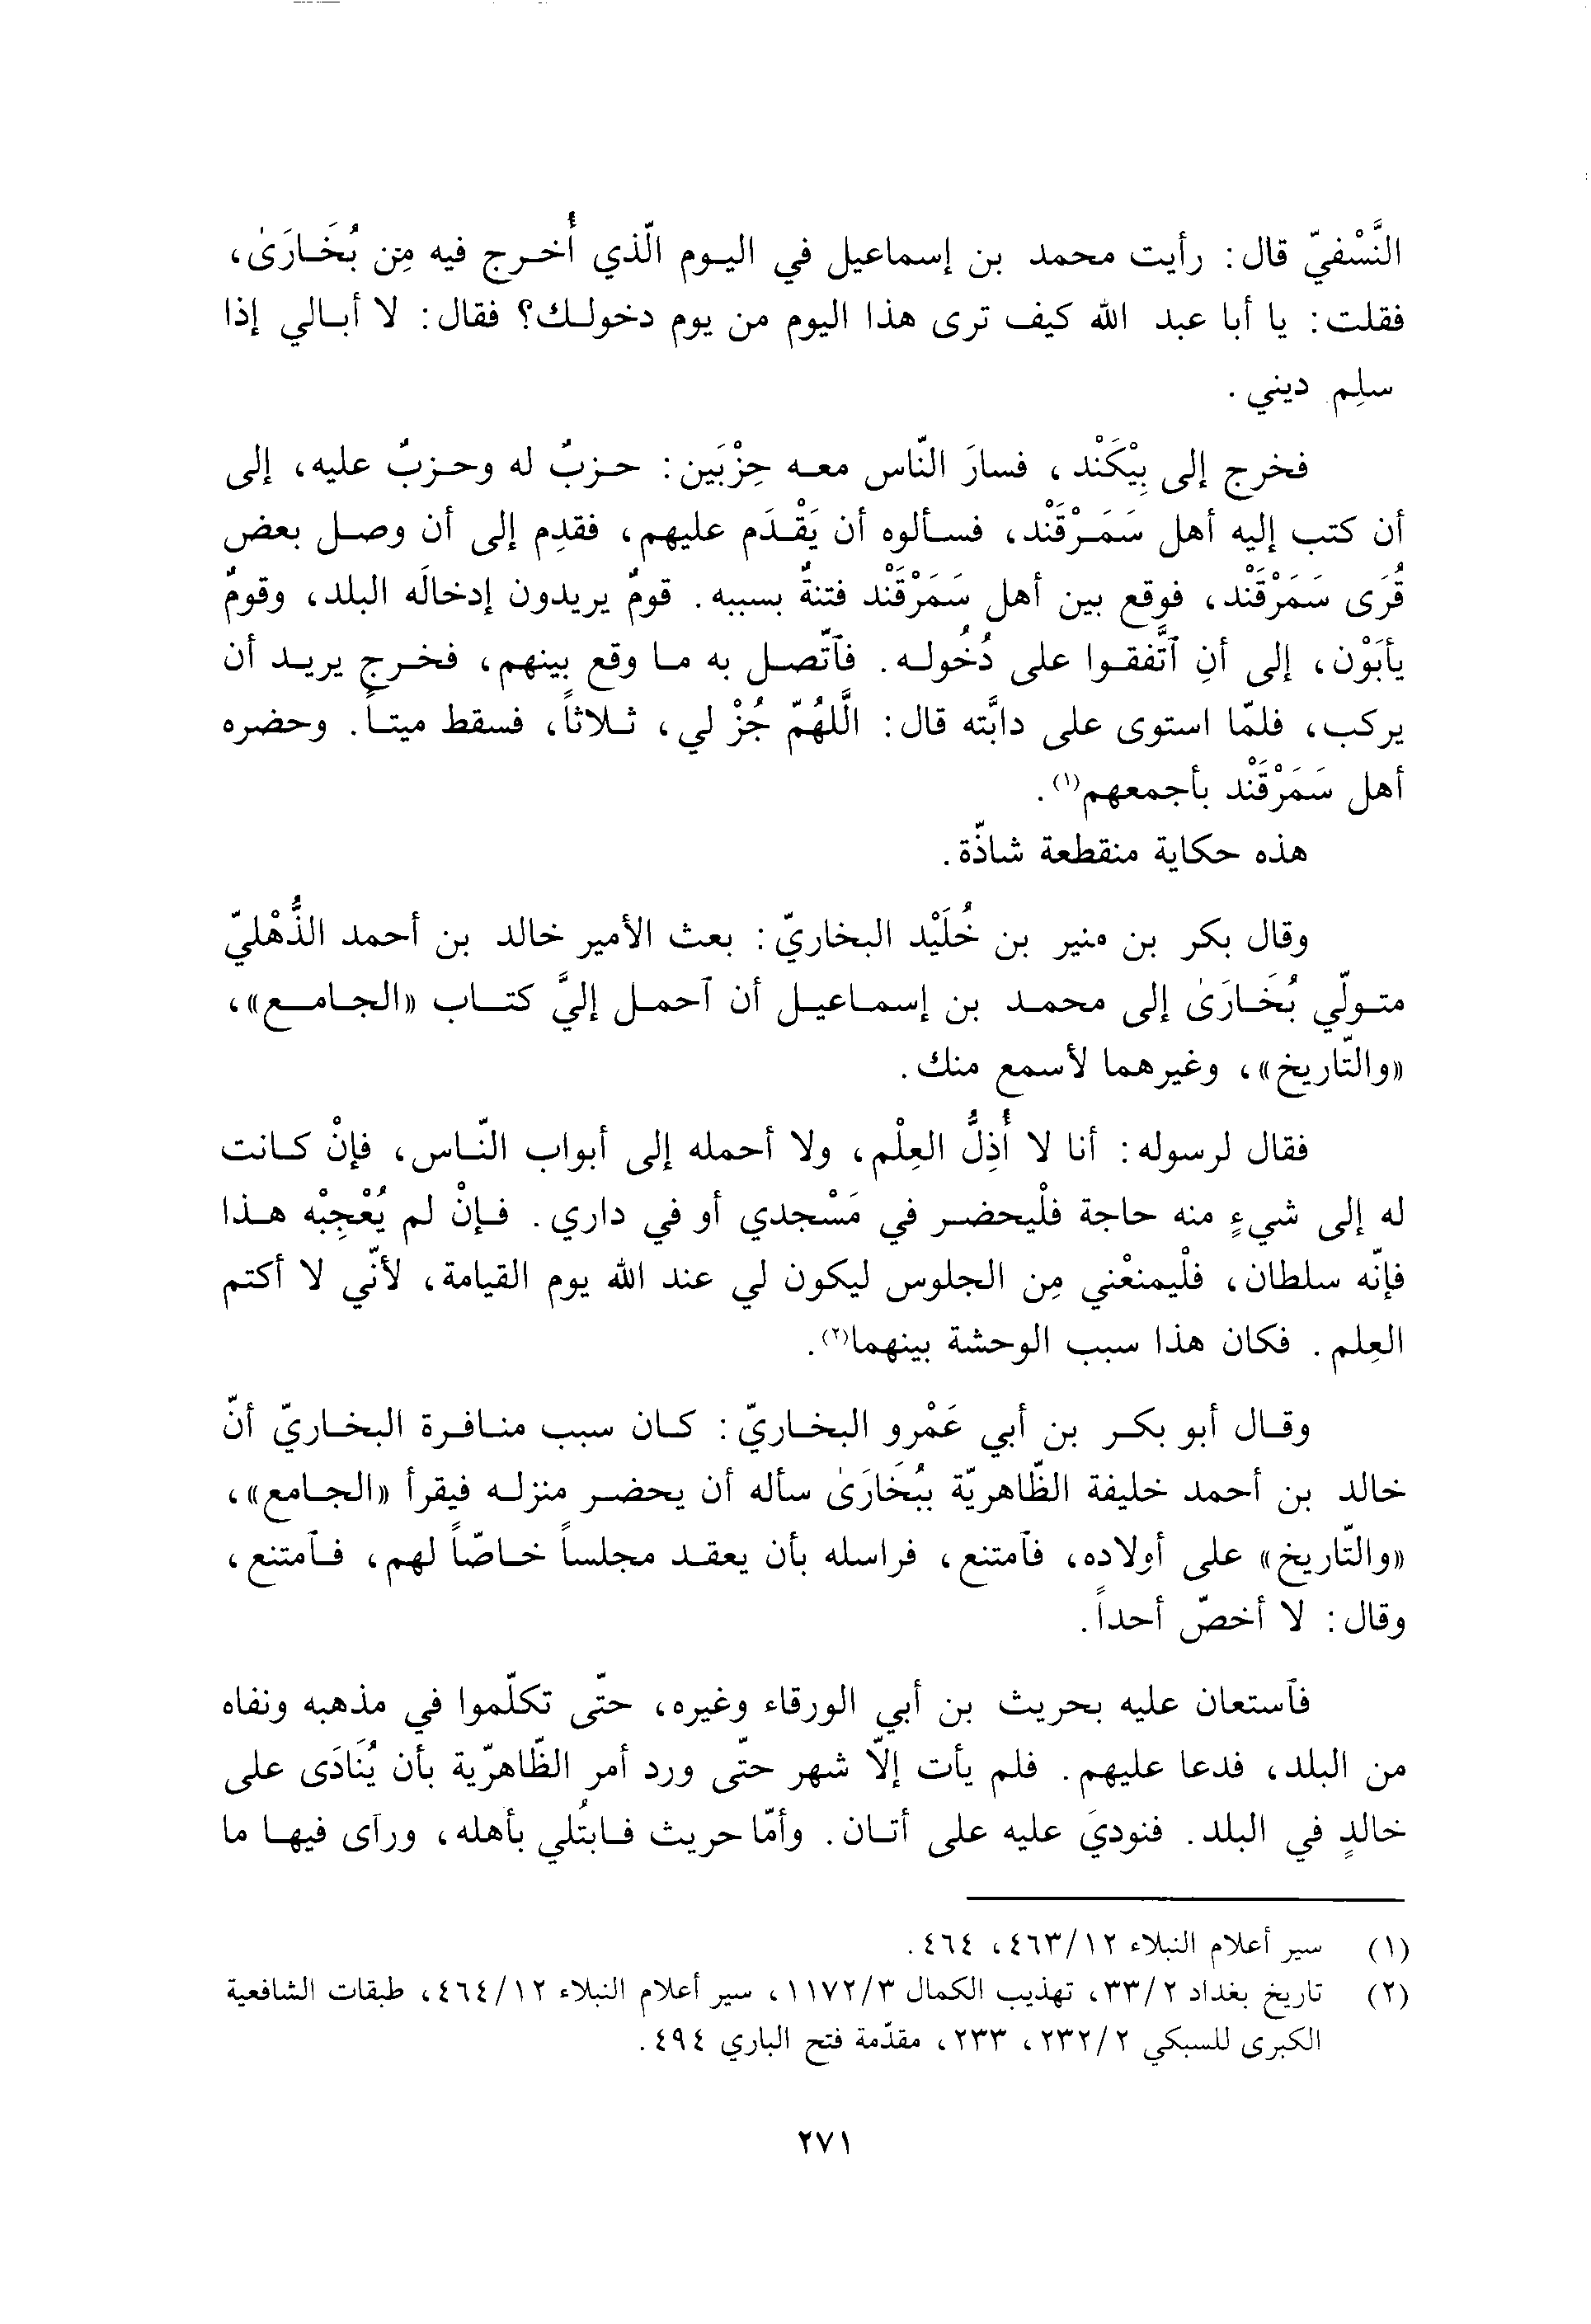 النَّسْفيّ قال: رأيت محمد بن إسماعيل في اليوم الّذي أُخرج فيه مِن بُخَارَىٰ،
فقلت: يا أبا عبد الله كيف ترى هذا اليوم من يوم دخولك؟ فقال: لا أبالي إذا
سلِم ديني.
فخرج إلى بِيْكَنْد، فسارَ النّاس معه حِزْبَين: حزبٌ له وحزبٌ عليه، إلى
أن كتب إليه أهل سَمَرْقَنْد، فسألوه أن يَقْدَم عليهم، فقدِم إلى أن وصل بعض
قُرَى سَمَرْقَنْد، فوقع بين أهل سَمَرْقَنْد فتنةٌ بسببه. قومٌ يريدون إدخالَه البلد، وقومٌ
يأبَوْن، إلى أنِ ٱتَّفقوا على دُخُوله. فٱتّصل به ما وقع بينهم، فخرج يريد أن
يركب، فلمّا استوى على دابَّته قال: الَّلهُمّ جُزْ لي، ثلاثاً، فسقط ميتاً. وحضره
أهل سَمَرْقَنْد بأجمعهم(١).
هذه حكاية منقطعة شاذّة.
وقال بكر بن منير بن خُلَيْد البخاريّ: بعث الأمير خالد بن أحمد الذُّهْليّ
متولّي بُخَارَىٰ إلى محمد بن إسماعيل أن ٱحمل إليَّ كتاب «الجامع»،
«والتّاريخ»، وغيرهما لأسمع منك.
فقال لرسوله: أنا لا أُذِلُّ العِلْم، ولا أحمله إلى أبواب النّاس، فإنْ كانت
له إلى شيءٍ منه حاجة فلْيحضر في مَسْجدي أو في داري. فإنْ لم يُعْجِبْه هذا
فإنّه سلطان، فلْيمنعْني مِن الجلوس ليكون لي عند الله يوم القيامة، لأنّي لا أكتم
العِلم. فكان هذا سبب الوحشة بينهما(٢).
وقال أبو بكر بن أبي عَمْرو البخاريّ: كان سبب منافرة البخاريّ أنّ
خالد بن أحمد خليفة الظّاهريّة ببُخَارَىٰ سأله أن يحضر منزله فيقرأ «الجامع»،
«والتّاريخ» على أولاده، فٱمتنع، فراسله بأن يعقد مجلساً خاصّاً لهم، فٱمتنع،
وقال: لا أخصّ أحداً.
فٱستعان عليه بحريث بن أبي الورقاء وغيره، حتّى تكلّموا في مذهبه ونفاه
من البلد، فدعا عليهم. فلم يأت إلّا شهر حتّى ورد أمر الظّاهرّية بأن يُنَادَى على
خالدٍ في البلد. فنوديَ عليه على أتان. وأمّا حريث فابتُلي بأهله، ورأى فيها ما
(١) سير أعلام النبلاء ١٢/٤٦٣، ٤٦٤.
(٢) تاريخ بغداد ٢/٣٣، تهذيب الكمال ٣/١١٧٢، سير أعلام النبلاء ١٢/٤٦٤، طبقات الشافعية
الكبرى للسبكي ٢/٢٣٢، ٢٣٣، مقدّمة فتح الباري ٤٩٤.
٢٧١